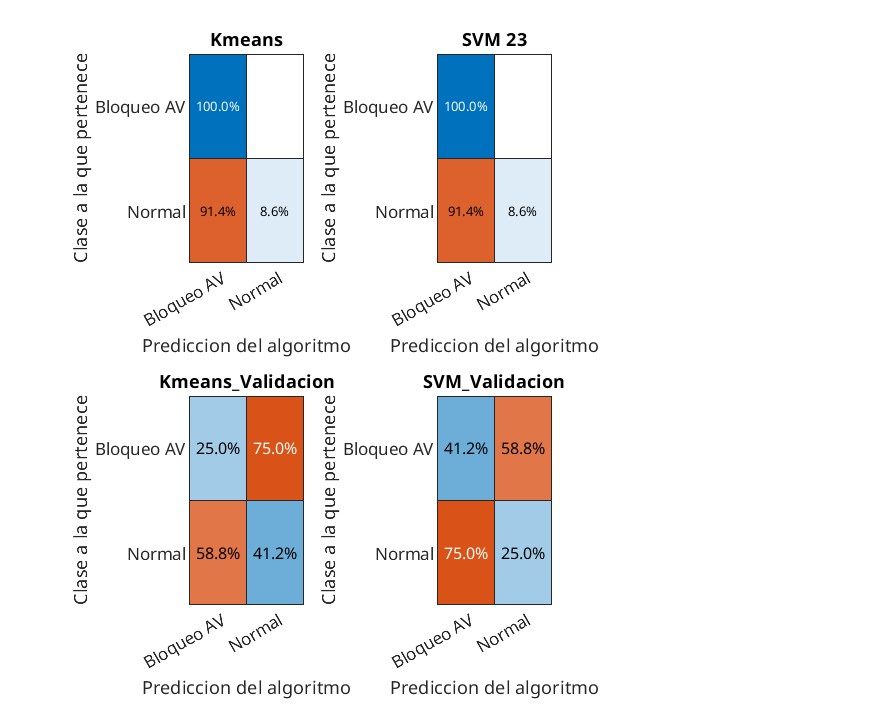 Kmeans
Clase a la que pertenece
Bloqueo AV
100.0%
Normal
91.4% 8.6%
Bloqueo AV
Normal
Prediccion del algoritmo
SVM 23
Clase a la que pertenece
Bloqueo AV
100.0%
Normal
91.4% 8.6%
Bloqueo AV
Normal
Prediccion del algoritmo
Kmeans_Validacion
Clase a la que pertenece
Bloqueo AV
25.0% 75.0%
Normal
58.8% 41.2%
Bloqueo AV
Normal
Prediccion del algoritmo
SVM_Validacion
Clase a la que pertenece
Bloqueo AV
41.2% 58.8%
Normal
75.0% 25.0%
Bloqueo AV
Normal
Prediccion del algoritmo